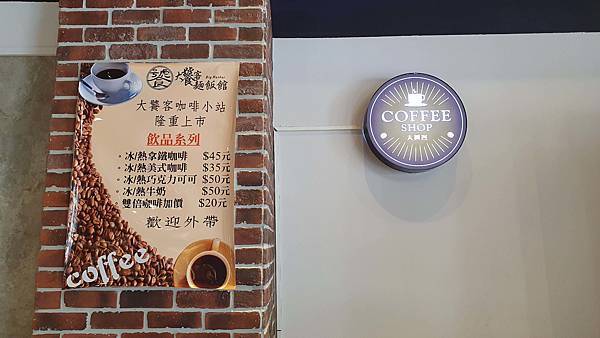 饕 大饕客
Big Hunter
麵飯館
大饕客咖啡小站
隆重上市
飲品系列
・冰/熱拿鐵咖啡 $45元
・冰/熱美式咖啡 $35元
・冰/熱巧克力可可 $50元
・冰/熱牛奶 $50元
・雙倍咖啡加價 $20元
歡迎外帶
coffee
COFFEE
SHOP